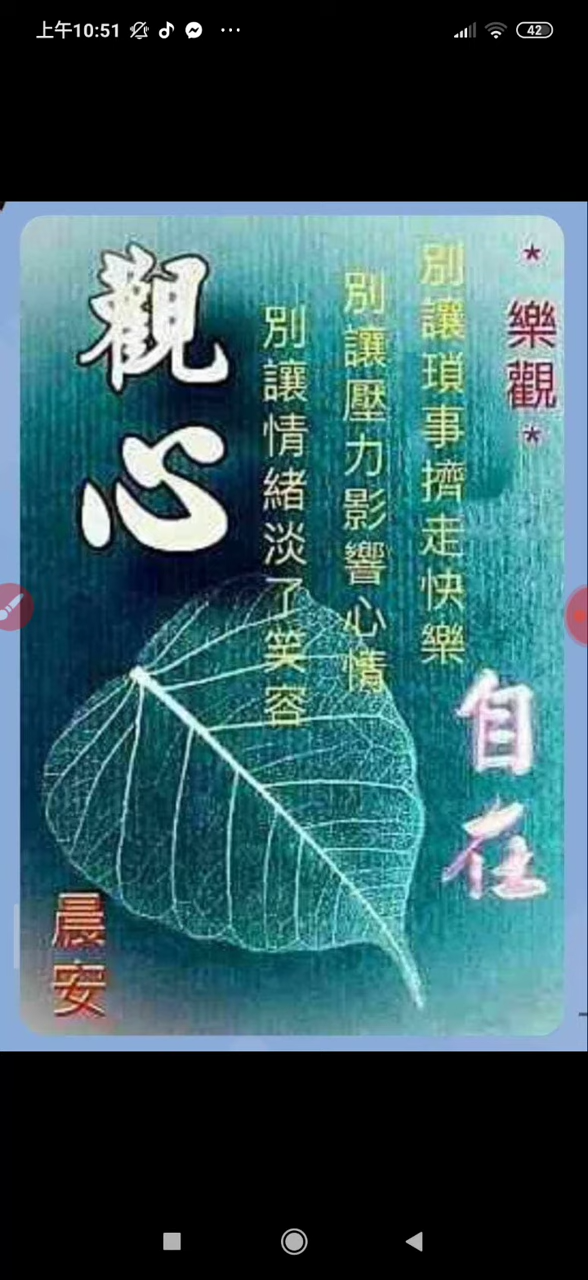 上午10:51
42
*樂觀*
別讓瑣事擠走快樂
別讓壓力影響心情
別讓情緒淡了笑容
觀心
自在
晨安